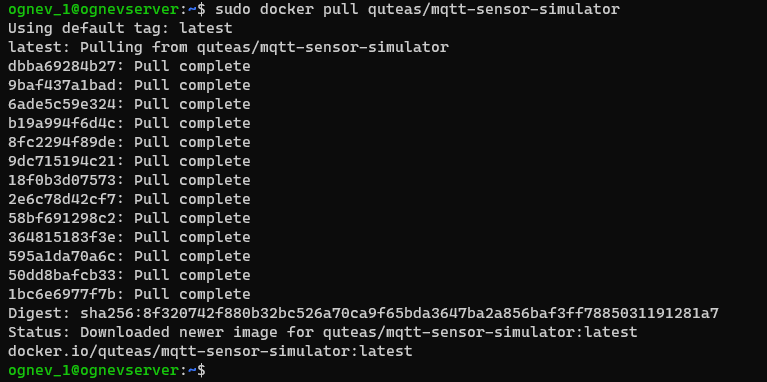 ognev_1@ognevserver:~$ sudo docker pull quteas/mqtt-sensor-simulator
Using default tag: latest
latest: Pulling from quteas/mqtt-sensor-simulator
dbba69284b27: Pull complete
9baf437a1bad: Pull complete
6ade5c59e324: Pull complete
b19a994f6d4c: Pull complete
8fc2294f89de: Pull complete
9dc715194c21: Pull complete
18f0b3d07573: Pull complete
2e6c78d42cf7: Pull complete
58bf691298c2: Pull complete
364815183f3e: Pull complete
595a1da70a6c: Pull complete
50dd8bafcb33: Pull complete
1bc6e6977f7b: Pull complete
Digest: sha256:8f320742f880b32bc526a70ca9f65bda3647ba2a856baf3ff7885031191281a7
Status: Downloaded newer image for quteas/mqtt-sensor-simulator:latest
docker.io/quteas/mqtt-sensor-simulator:latest
ognev_1@ognevserver:~$